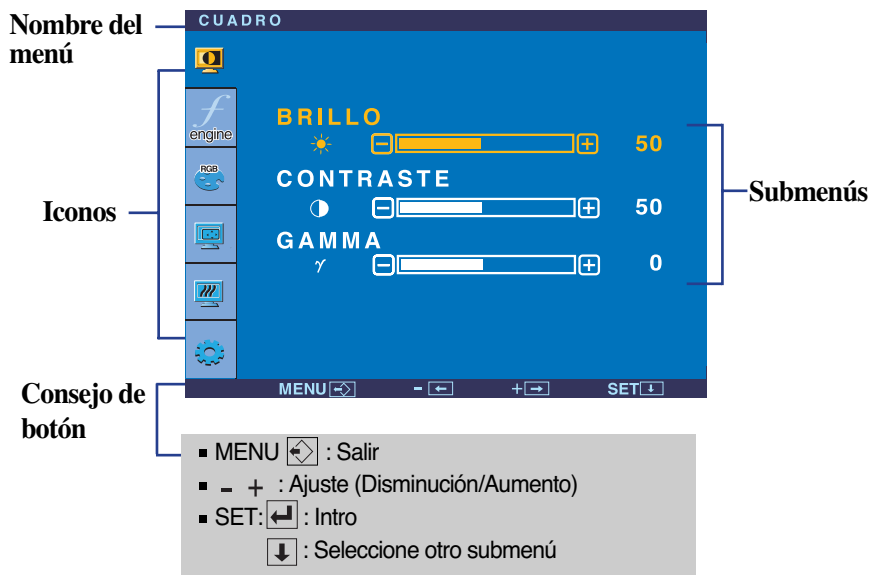 Nombre del
menú
CUADRO
f
engine
RGB
Iconos
BRILLO
50
CONTRASTE
50
GAMMA
γ
0
Submenús
Consejo de
botón
MENU - + SET
▪ MENU : Salir
▪ - + : Ajuste (Disminución/Aumento)
▪ SET: : Intro
: Seleccione otro submenú